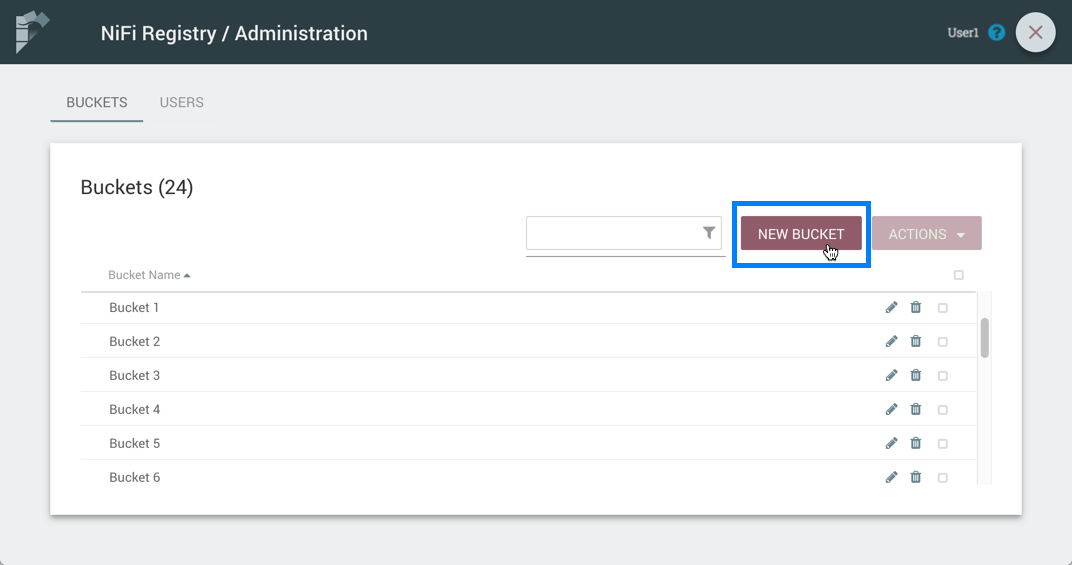 NiFi Registry / Administration
User1 ?
BUCKETS USERS
Buckets (24)
NEW BUCKET ACTIONS
Bucket Name
Bucket 1
Bucket 2
Bucket 3
Bucket 4
Bucket 5
Bucket 6